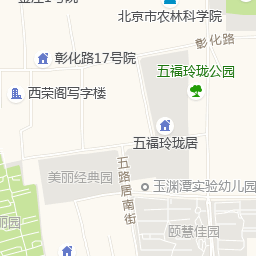 北京市农林科学院
彰化路
彰化路17号院
五福玲珑公园
西荣阁写字楼
五福玲珑居
五路居南街
美丽经典园
玉渊潭实验幼儿园
颐慧佳园